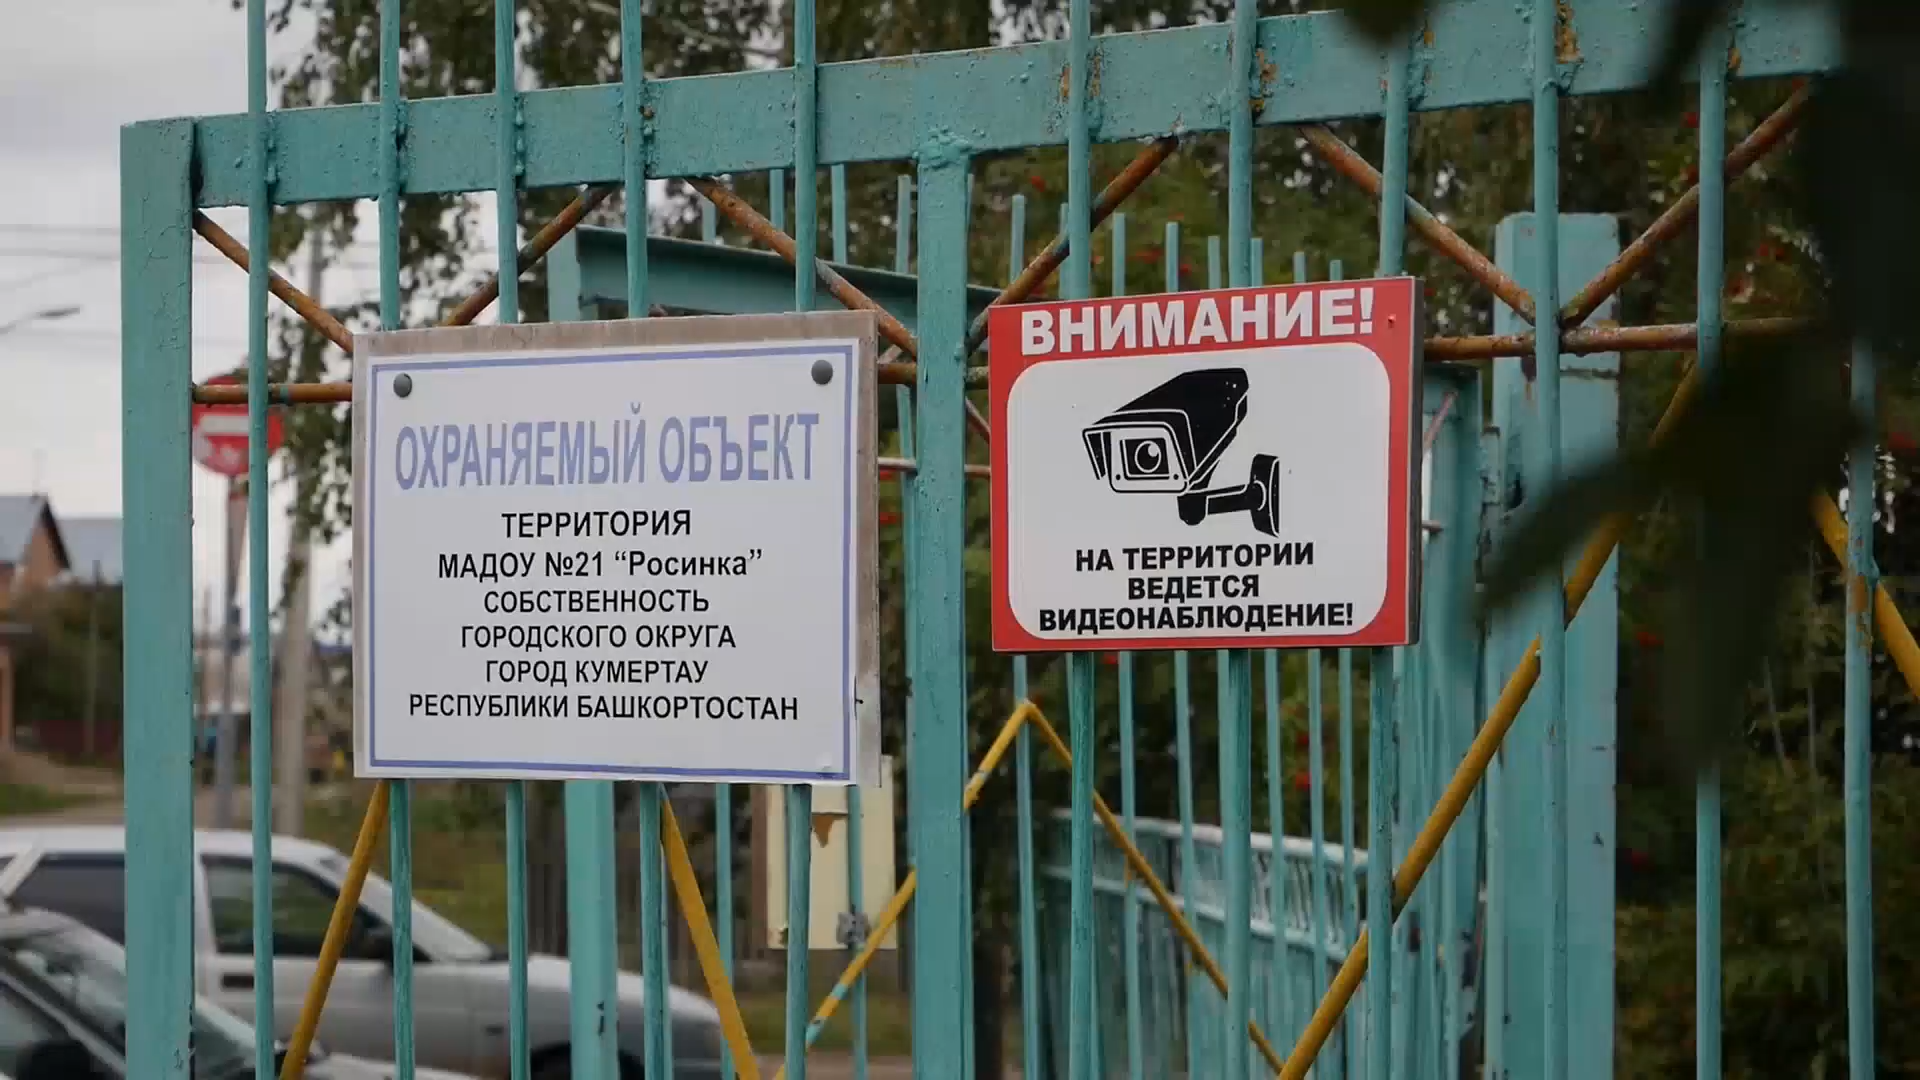 ОХРАНЯЕМЫЙ ОБЪЕКТ
ТЕРРИТОРИЯ
МАДОУ №21 “Росинка”
СОБСТВЕННОСТЬ
ГОРОДСКОГО ОКРУГА
ГОРОД КУМЕРТАУ
РЕСПУБЛИКИ БАШКОРТОСТАН
ВНИМАНИЕ!
НА ТЕРРИТОРИИ
ВЕДЕТСЯ
ВИДЕОНАБЛЮДЕНИЕ!